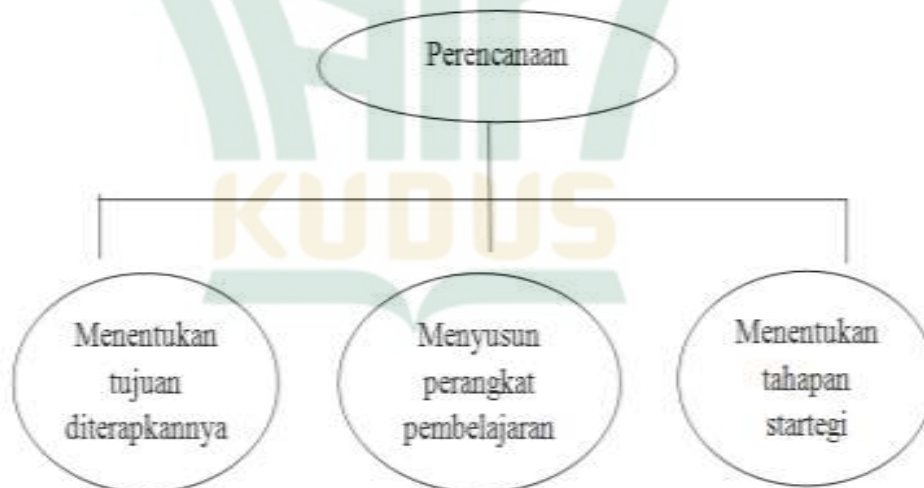 Perencanaan
KUDUS
Menentukan
tujuan
diterapkannya
Menyusun
perangkat
pembelajaran
Menentukan
tahapan
startegi